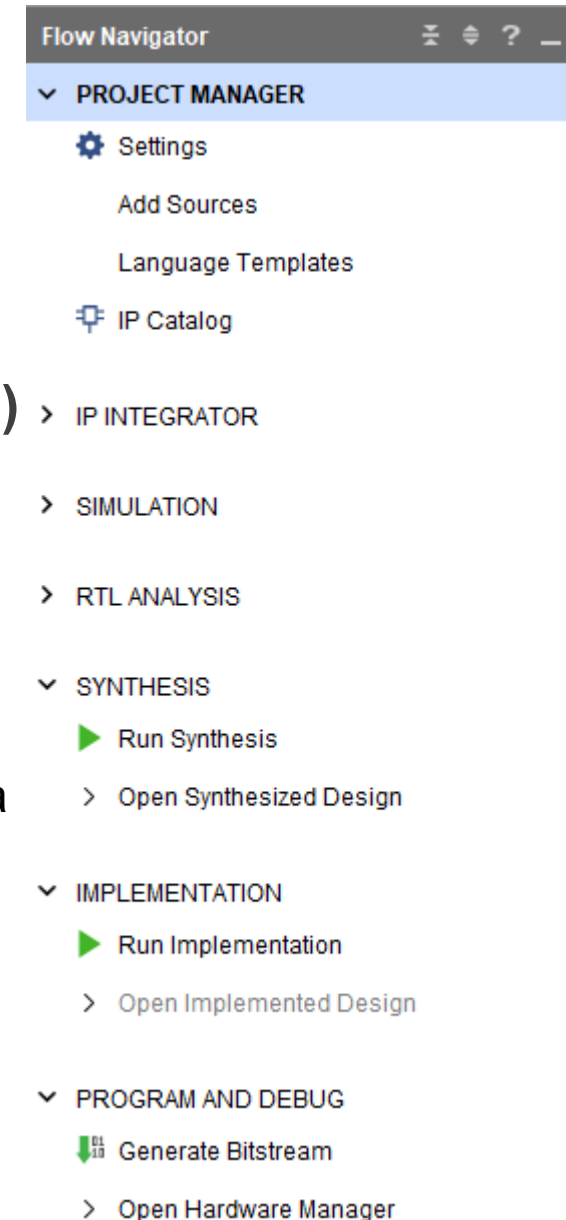 Flow Navigator ?
PROJECT MANAGER
Settings
Add Sources
Language Templates
IP Catalog
)
IP INTEGRATOR
SIMULATION
RTL ANALYSIS
SYNTHESIS
Run Synthesis
a
Open Synthesized Design
IMPLEMENTATION
Run Implementation
Open Implemented Design
PROGRAM AND DEBUG
Generate Bitstream
Open Hardware Manager